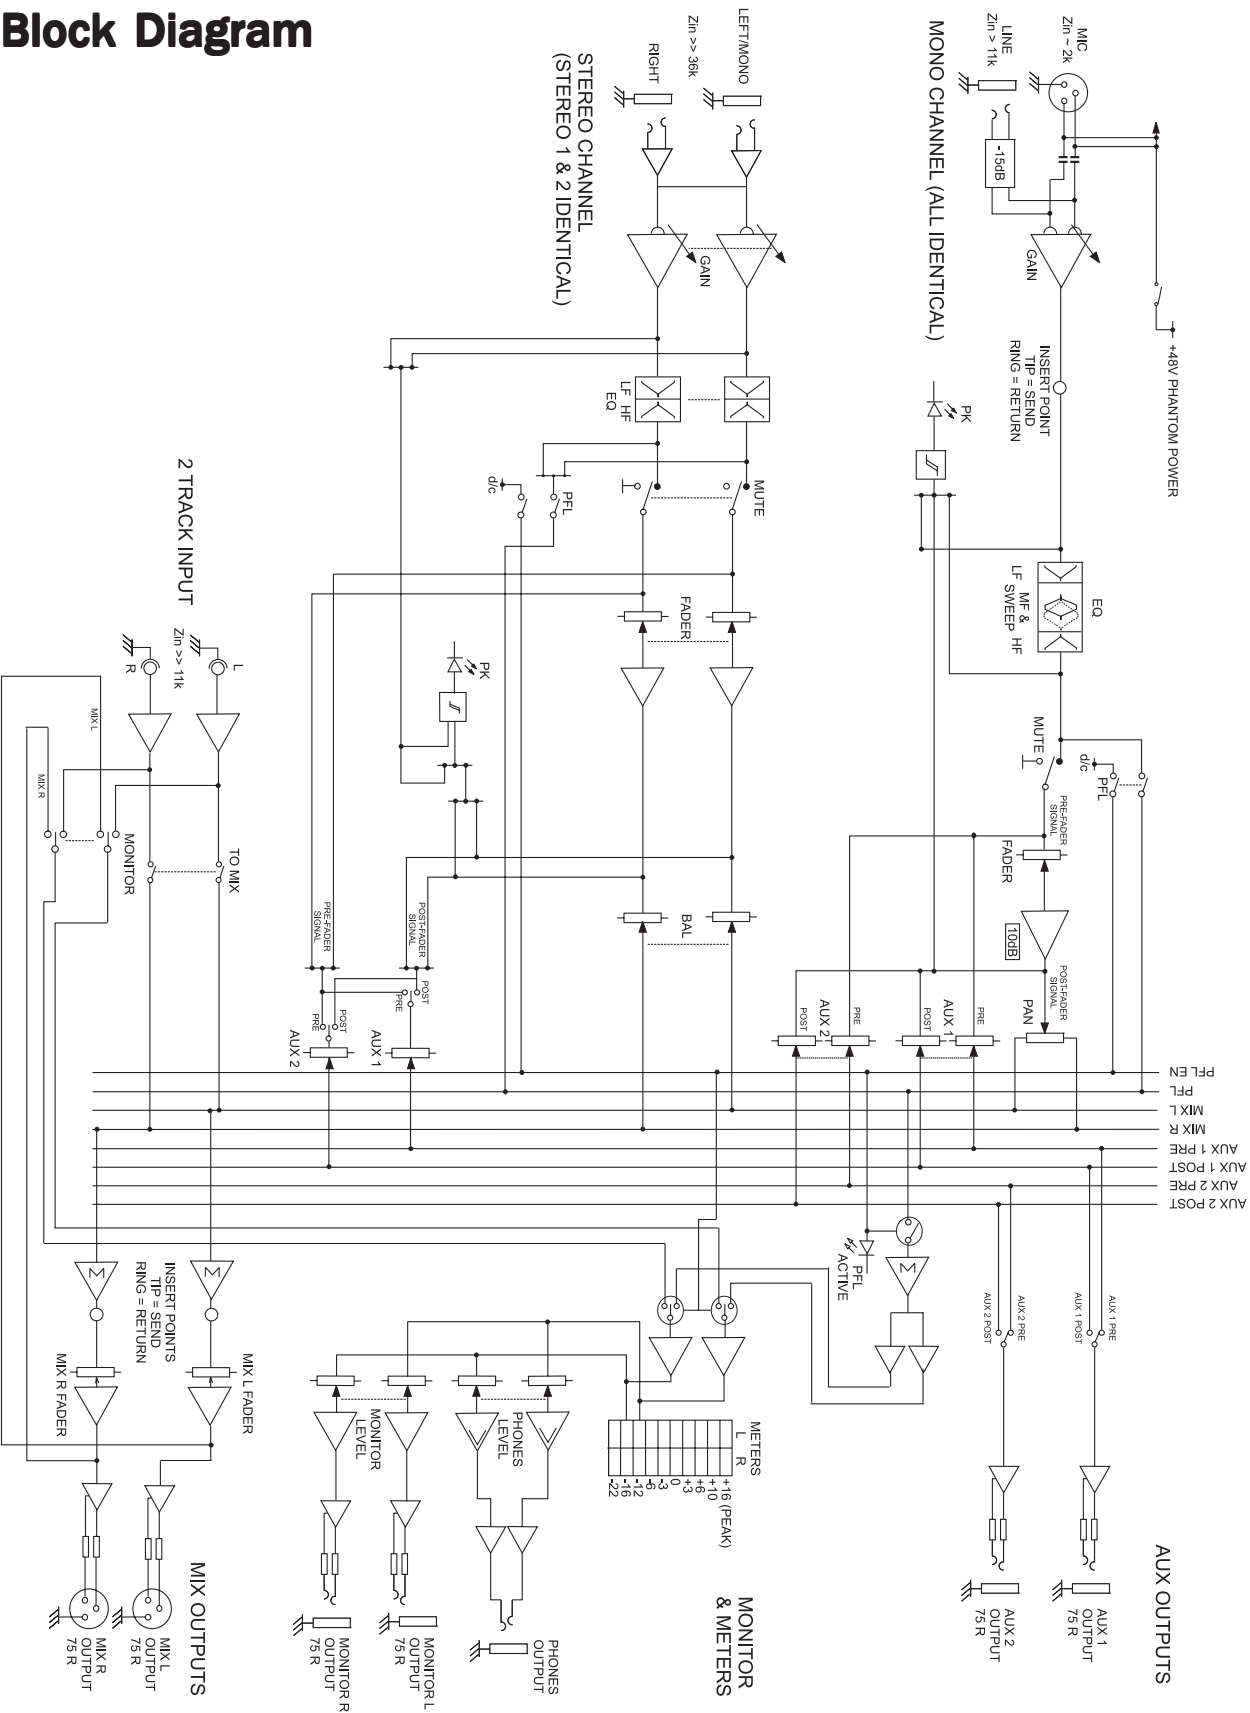 Block Diagram
MONO CHANNEL (ALL IDENTICAL)
MIC
Zin ~ 2k
LINE
Zin > 11k
-15dB
GAIN
+48V PHANTOM POWER
INSERT POINT
TIP = SEND
RING = RETURN
PK
EQ
LF MF & HF
SWEEP
MUTE
d/c
PFL
PRE-FADER
SIGNAL
FADER
10dB
POST-FADER
SIGNAL
PAN
AUX 1
PRE
POST
AUX 2
PRE
POST
STEREO CHANNEL
(STEREO 1 & 2 IDENTICAL)
LEFT/MONO
Zin >> 36k
RIGHT
GAIN
LF HF
EQ
MUTE
PFL
d/c
FADER
PK
BAL
POST-FADER
SIGNAL
PRE-FADER
SIGNAL
POST
PRE
AUX 1
POST
PRE
AUX 2
2 TRACK INPUT
L
Zin >> 11k
R
MIX L
MIX R
TO MIX
MONITOR
PFL EN
PFL
MIX L
MIX R
AUX 1 PRE
AUX 1 POST
AUX 2 PRE
AUX 2 POST
AUX OUTPUTS
AUX 1 PRE
AUX 1 POST
AUX 2 PRE
AUX 2 POST
AUX 1
OUTPUT
75 R
AUX 2
OUTPUT
75 R
PFL
ACTIVE
MONITOR
& METERS
METERS
L R
+16 (PEAK)
+10
+6
+3
0
-3
-6
-12
-16
-22
PHONES
LEVEL
MONITOR
LEVEL
PHONES
OUTPUT
MONITOR L
OUTPUT
75 R
MONITOR R
OUTPUT
75 R
Σ
Σ
Σ
INSERT POINTS
TIP = SEND
RING = RETURN
MIX L FADER
MIX R FADER
MIX OUTPUTS
MIX L
OUTPUT
75 R
MIX R
OUTPUT
75 R